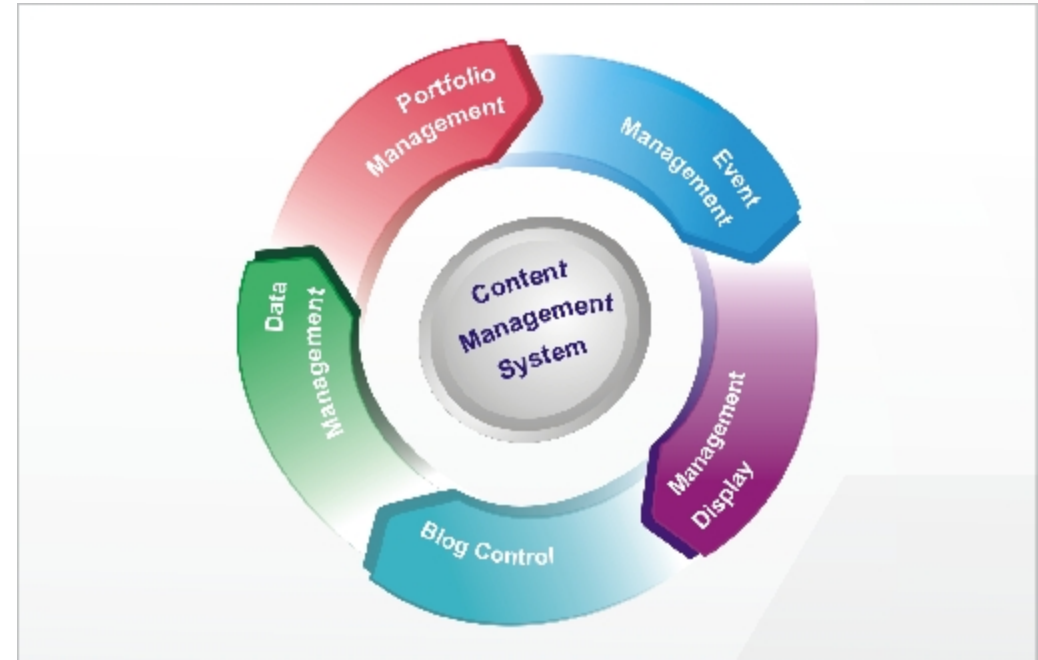 Portfolio
Management
Event
Management
Management
Display
Blog Control
Data
Management
Content
Management
System